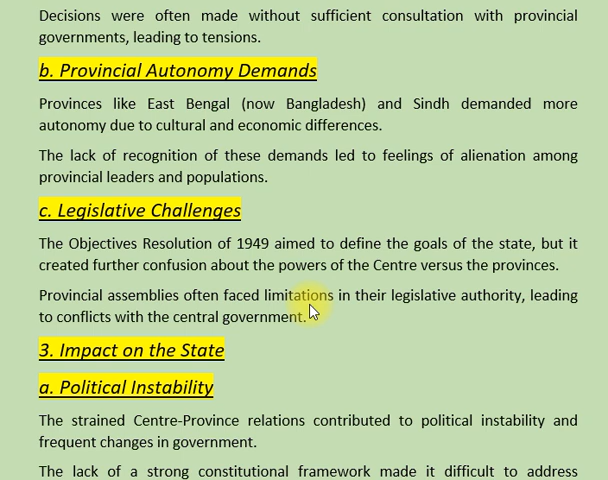 Decisions were often made without sufficient consultation with provincial
governments, leading to tensions.
b. Provincial Autonomy Demands
Provinces like East Bengal (now Bangladesh) and Sindh demanded more
autonomy due to cultural and economic differences.
The lack of recognition of these demands led to feelings of alienation among
provincial leaders and populations.
c. Legislative Challenges
The Objectives Resolution of 1949 aimed to define the goals of the state, but it
created further confusion about the powers of the Centre versus the provinces.
Provincial assemblies often faced limitations in their legislative authority, leading
to conflicts with the central government.
3. Impact on the State
a. Political Instability
The strained Centre-Province relations contributed to political instability and
frequent changes in government.
The lack of a strong constitutional framework made it difficult to address